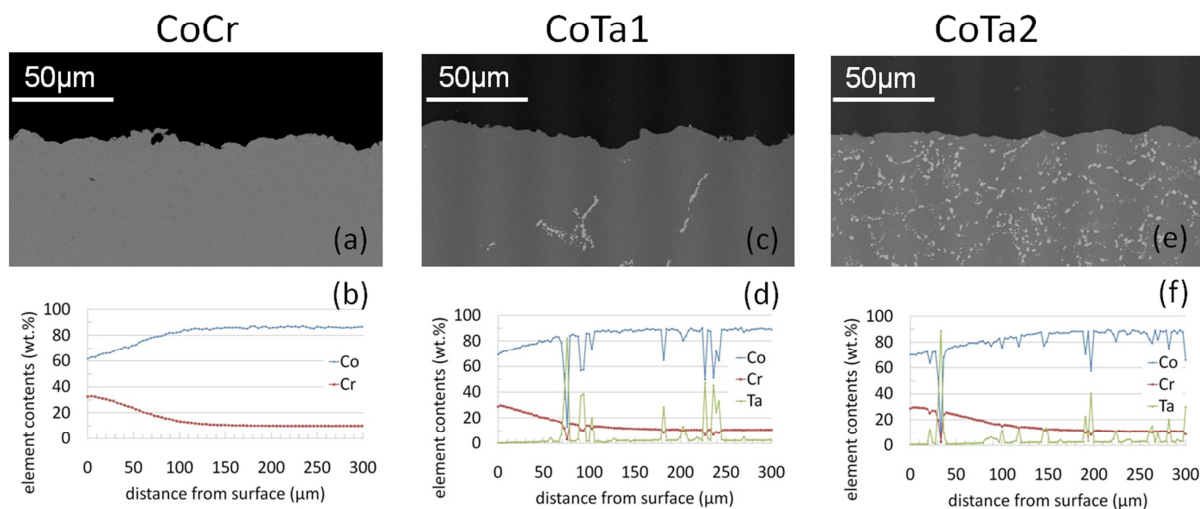 CoCr CoTa1 CoTa2
50µm 50µm 50µm
(a) (c) (e)
(b) (d) (f)
element contents (wt.%)
100
80
60
40
20
0
Co
Cr
0 50 100 150 200 250 300
distance from surface (µm)
element contents (wt.%)
100
80
60
40
20
0
Co
Cr
Ta
0 50 100 150 200 250 300
distance from surface (µm)
element contents (wt.%)
100
80
60
40
20
0
Co
Cr
Ta
0 50 100 150 200 250 300
distance from surface (µm)